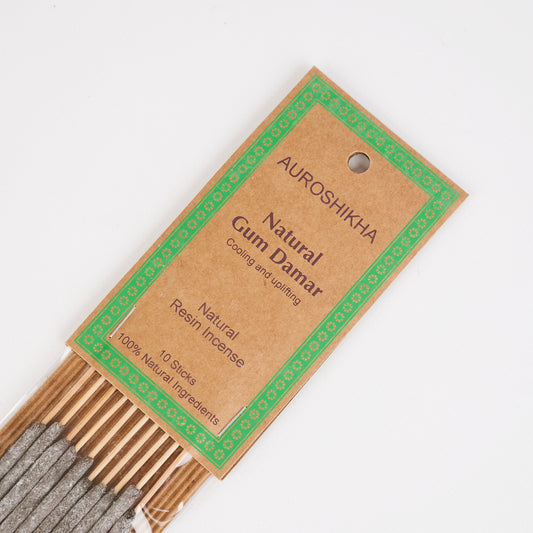 AUROSHIKHA
Natural
Gum Damar
Cooling and uplifting
Natural
Resin Incense
10 Sticks
100% Natural Ingredients